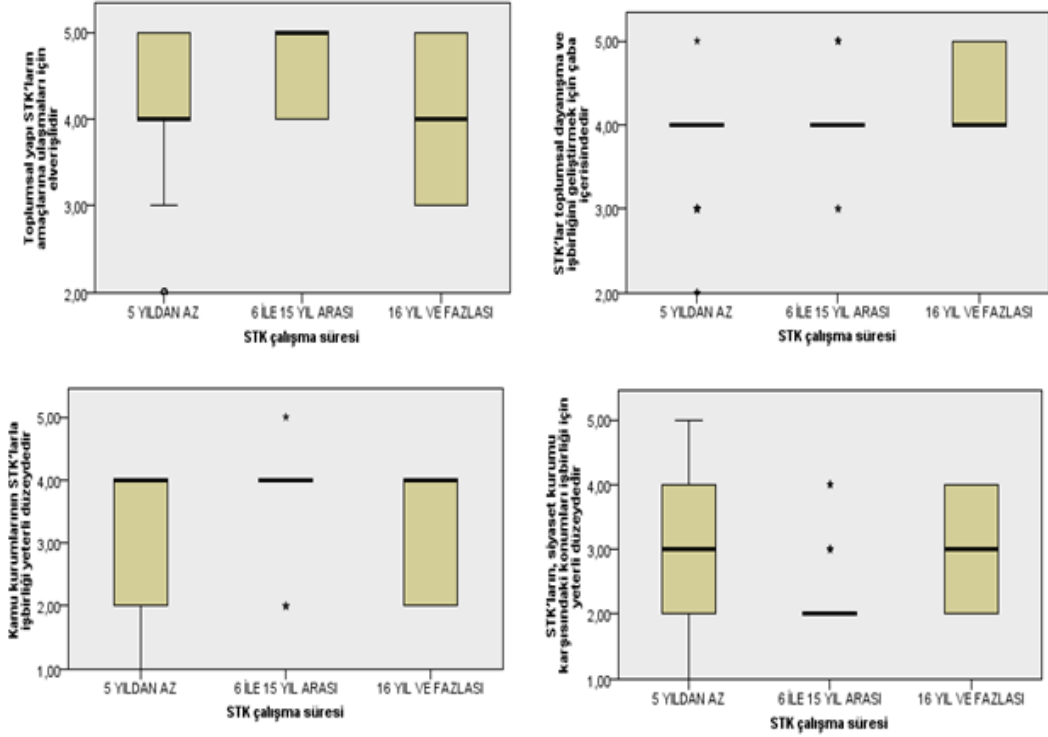 Toplumsal yapı STK'ların
amaçlarına ulaşmaları için
elverişlidir
5,00
4,00
3,00
2,00
5 YILDAN AZ
6 İLE 15 YIL ARASI
16 YIL VE FAZLASI
STK çalışma süresi
STK'lar toplumsal dayanışma ve
işbirliğini geliştirmek için çaba
içerisindedir
5,00
4,00
3,00
2,00
5 YILDAN AZ
6 İLE 15 YIL ARASI
16 YIL VE FAZLASI
STK çalışma süresi
Kamu kurumlarının STK'larla
işbirliği yeterli düzeydedir
5,00
4,00
3,00
2,00
1,00
5 YILDAN AZ
6 İLE 15 YIL ARASI
16 YIL VE FAZLASI
STK çalışma süresi
STK'ların, siyaset kurumu
karşısındaki konumları işbirliği için
yeterli düzeydedir
5,00
4,00
3,00
2,00
1,00
5 YILDAN AZ
6 İLE 15 YIL ARASI
16 YIL VE FAZLASI
STK çalışma süresi